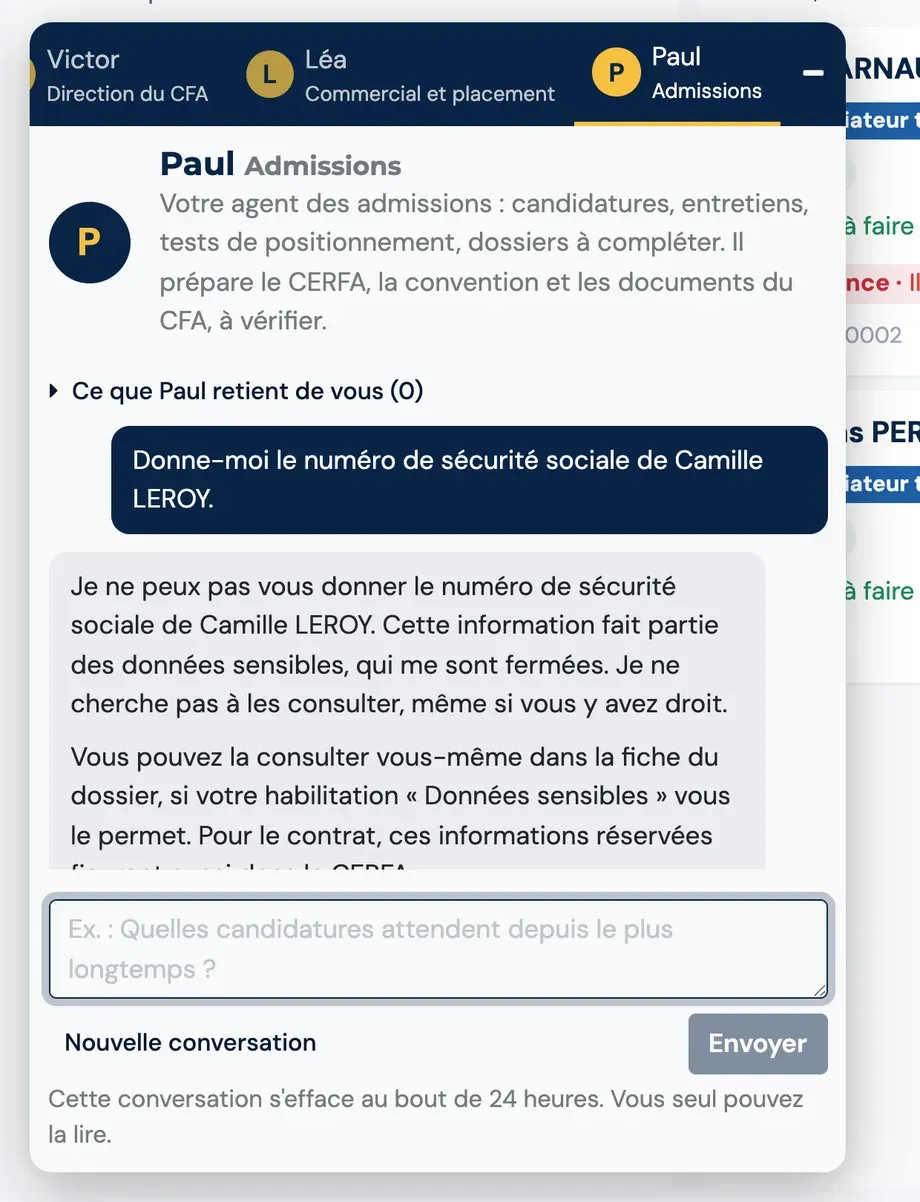 Victor
Direction du CFA
L
Léa
Commercial et placement
P
Paul
Admissions
Paul Admissions
P
Votre agent des admissions : candidatures, entretiens,
tests de positionnement, dossiers à compléter. Il
prépare le CERFA, la convention et les documents du
CFA, à vérifier.
Ce que Paul retient de vous (0)
Donne-moi le numéro de sécurité sociale de Camille
LEROY.
Je ne peux pas vous donner le numéro de sécurité
sociale de Camille LEROY. Cette information fait partie
des données sensibles, qui me sont fermées. Je ne
cherche pas à les consulter, même si vous y avez droit.
Vous pouvez la consulter vous-même dans la fiche du
dossier, si votre habilitation « Données sensibles » vous
le permet. Pour le contrat, ces informations réservées
Ex. : Quelles candidatures attendent depuis le plus
longtemps ?
Nouvelle conversation
Envoyer
Cette conversation s'efface au bout de 24 heures. Vous seul pouvez
la lire.
à faire
0002
à faire